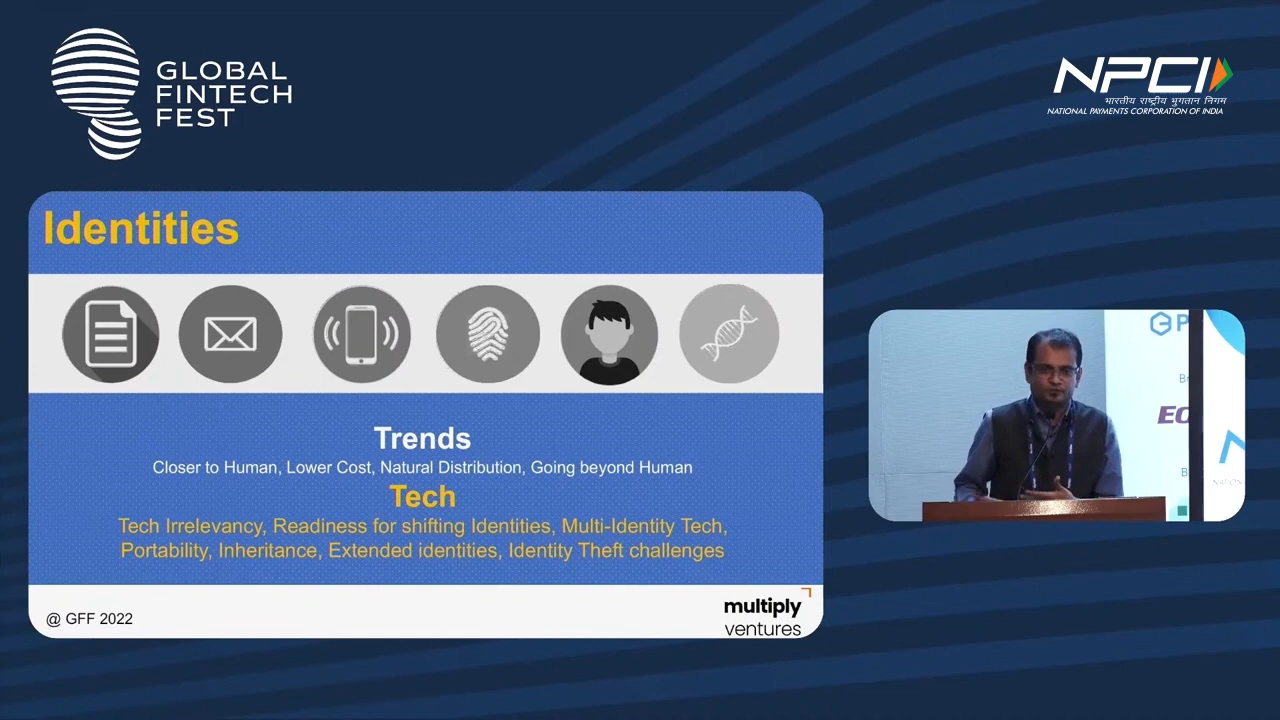 GLOBAL
FINTECH
FEST
NPCI
भारतीय राष्ट्रीय भुगतान निगम
NATIONAL PAYMENTS CORPORATION OF INDIA
Identities
Trends
Closer to Human, Lower Cost, Natural Distribution, Going beyond Human
Tech
Tech Irrelevancy, Readiness for shifting Identities, Multi-Identity Tech,
Portability, Inheritance, Extended identities, Identity Theft challenges
@ GFF 2022
multiply
ventures